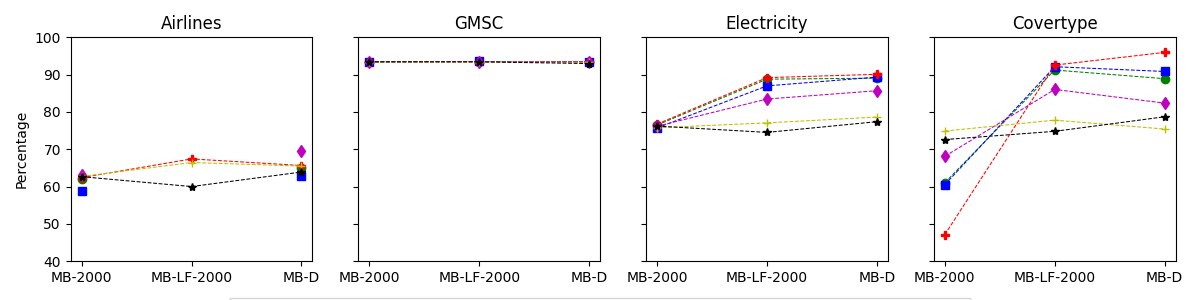 Airlines GMSC Electricity Covertype
100
90
80
70
60
50
40
Percentage
MB-2000 MB-LF-2000 MB-D MB-2000 MB-LF-2000 MB-D MB-2000 MB-LF-2000 MB-D MB-2000 MB-LF-2000 MB-D